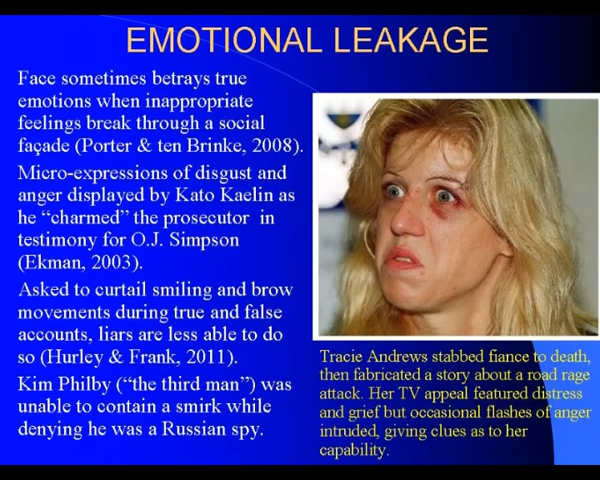 EMOTIONAL LEAKAGE
Face sometimes betrays true
emotions when inappropriate
feelings break through a social
façade (Porter & ten Brinke, 2008).
Micro-expressions of disgust and
anger displayed by Kato Kaelin as
he “charmed” the prosecutor in
testimony for O.J. Simpson
(Ekman, 2003).
Asked to curtail smiling and brow
movements during true and false
accounts, liars are less able to do
so (Hurley & Frank, 2011).
Kim Philby (“the third man”) was
unable to contain a smirk while
denying he was a Russian spy.
Tracie Andrews stabbed fiance to death,
then fabricated a story about a road rage
attack. Her TV appeal featured distress
and grief but occasional flashes of anger
intruded, giving clues as to her
capability.